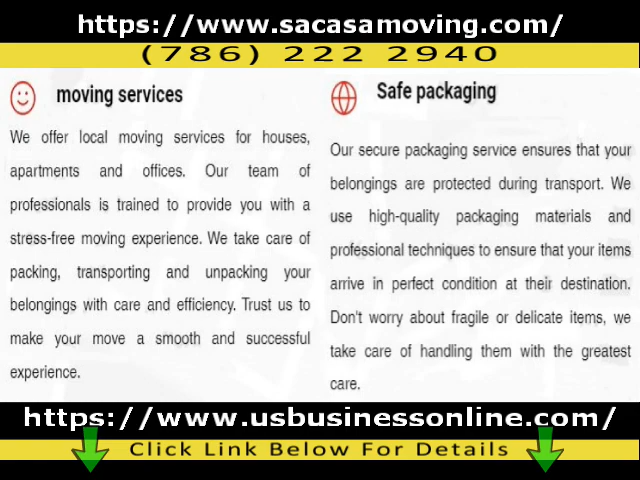 https://www.sacasamoving.com/
(786) 222 2940
moving services
We offer local moving services for houses,
apartments and offices. Our team of
professionals is trained to provide you with a
stress-free moving experience. We take care of
packing, transporting and unpacking your
belongings with care and efficiency. Trust us to
make your move a smooth and successful
experience.
Safe packaging
Our secure packaging service ensures that your
belongings are protected during transport. We
use high-quality packaging materials and
professional techniques to ensure that your items
arrive in perfect condition at their destination.
Don't worry about fragile or delicate items, we
take care of handling them with the greatest
care.
https://www.usbusinessonline.com/
Click Link Below For Details